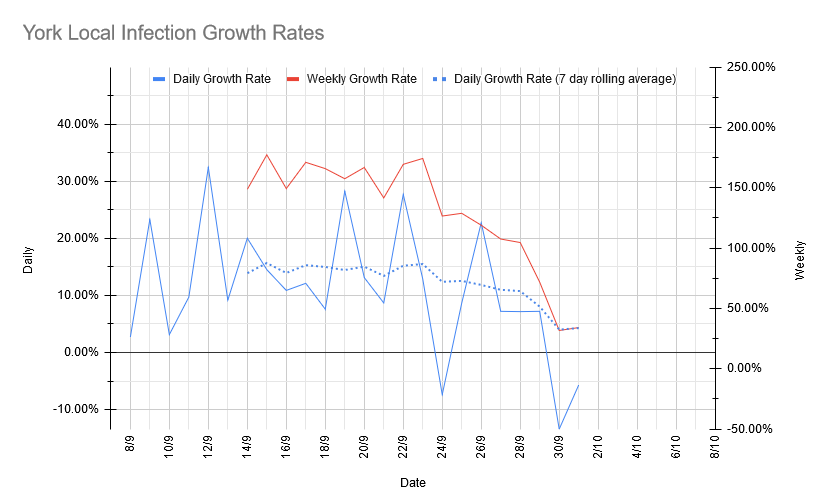 York Local Infection Growth Rates
Daily Growth Rate Weekly Growth Rate Daily Growth Rate (7 day rolling average)
250.00%
40.00%
200.00%
30.00%
150.00%
20.00%
100.00%
10.00%
50.00%
0.00%
0.00%
-10.00%
-50.00%
Daily
Weekly
8/9 10/9 12/9 14/9 16/9 18/9 20/9 22/9 24/9 26/9 28/9 30/9 2/10 4/10 6/10 8/10
Date